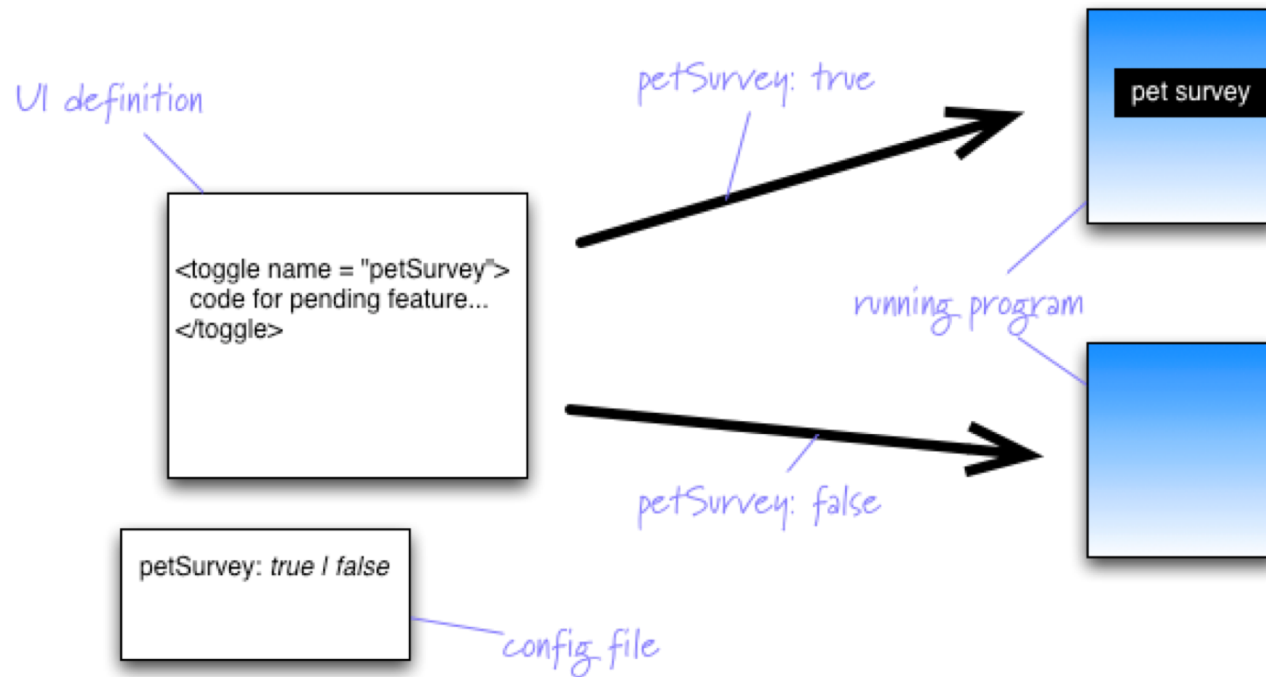 petSurvey: true
pet survey
UI definition
<toggle name = "petSurvey">
code for pending feature...
</toggle>
running program
petSurvey: false
petSurvey: true | false
config file